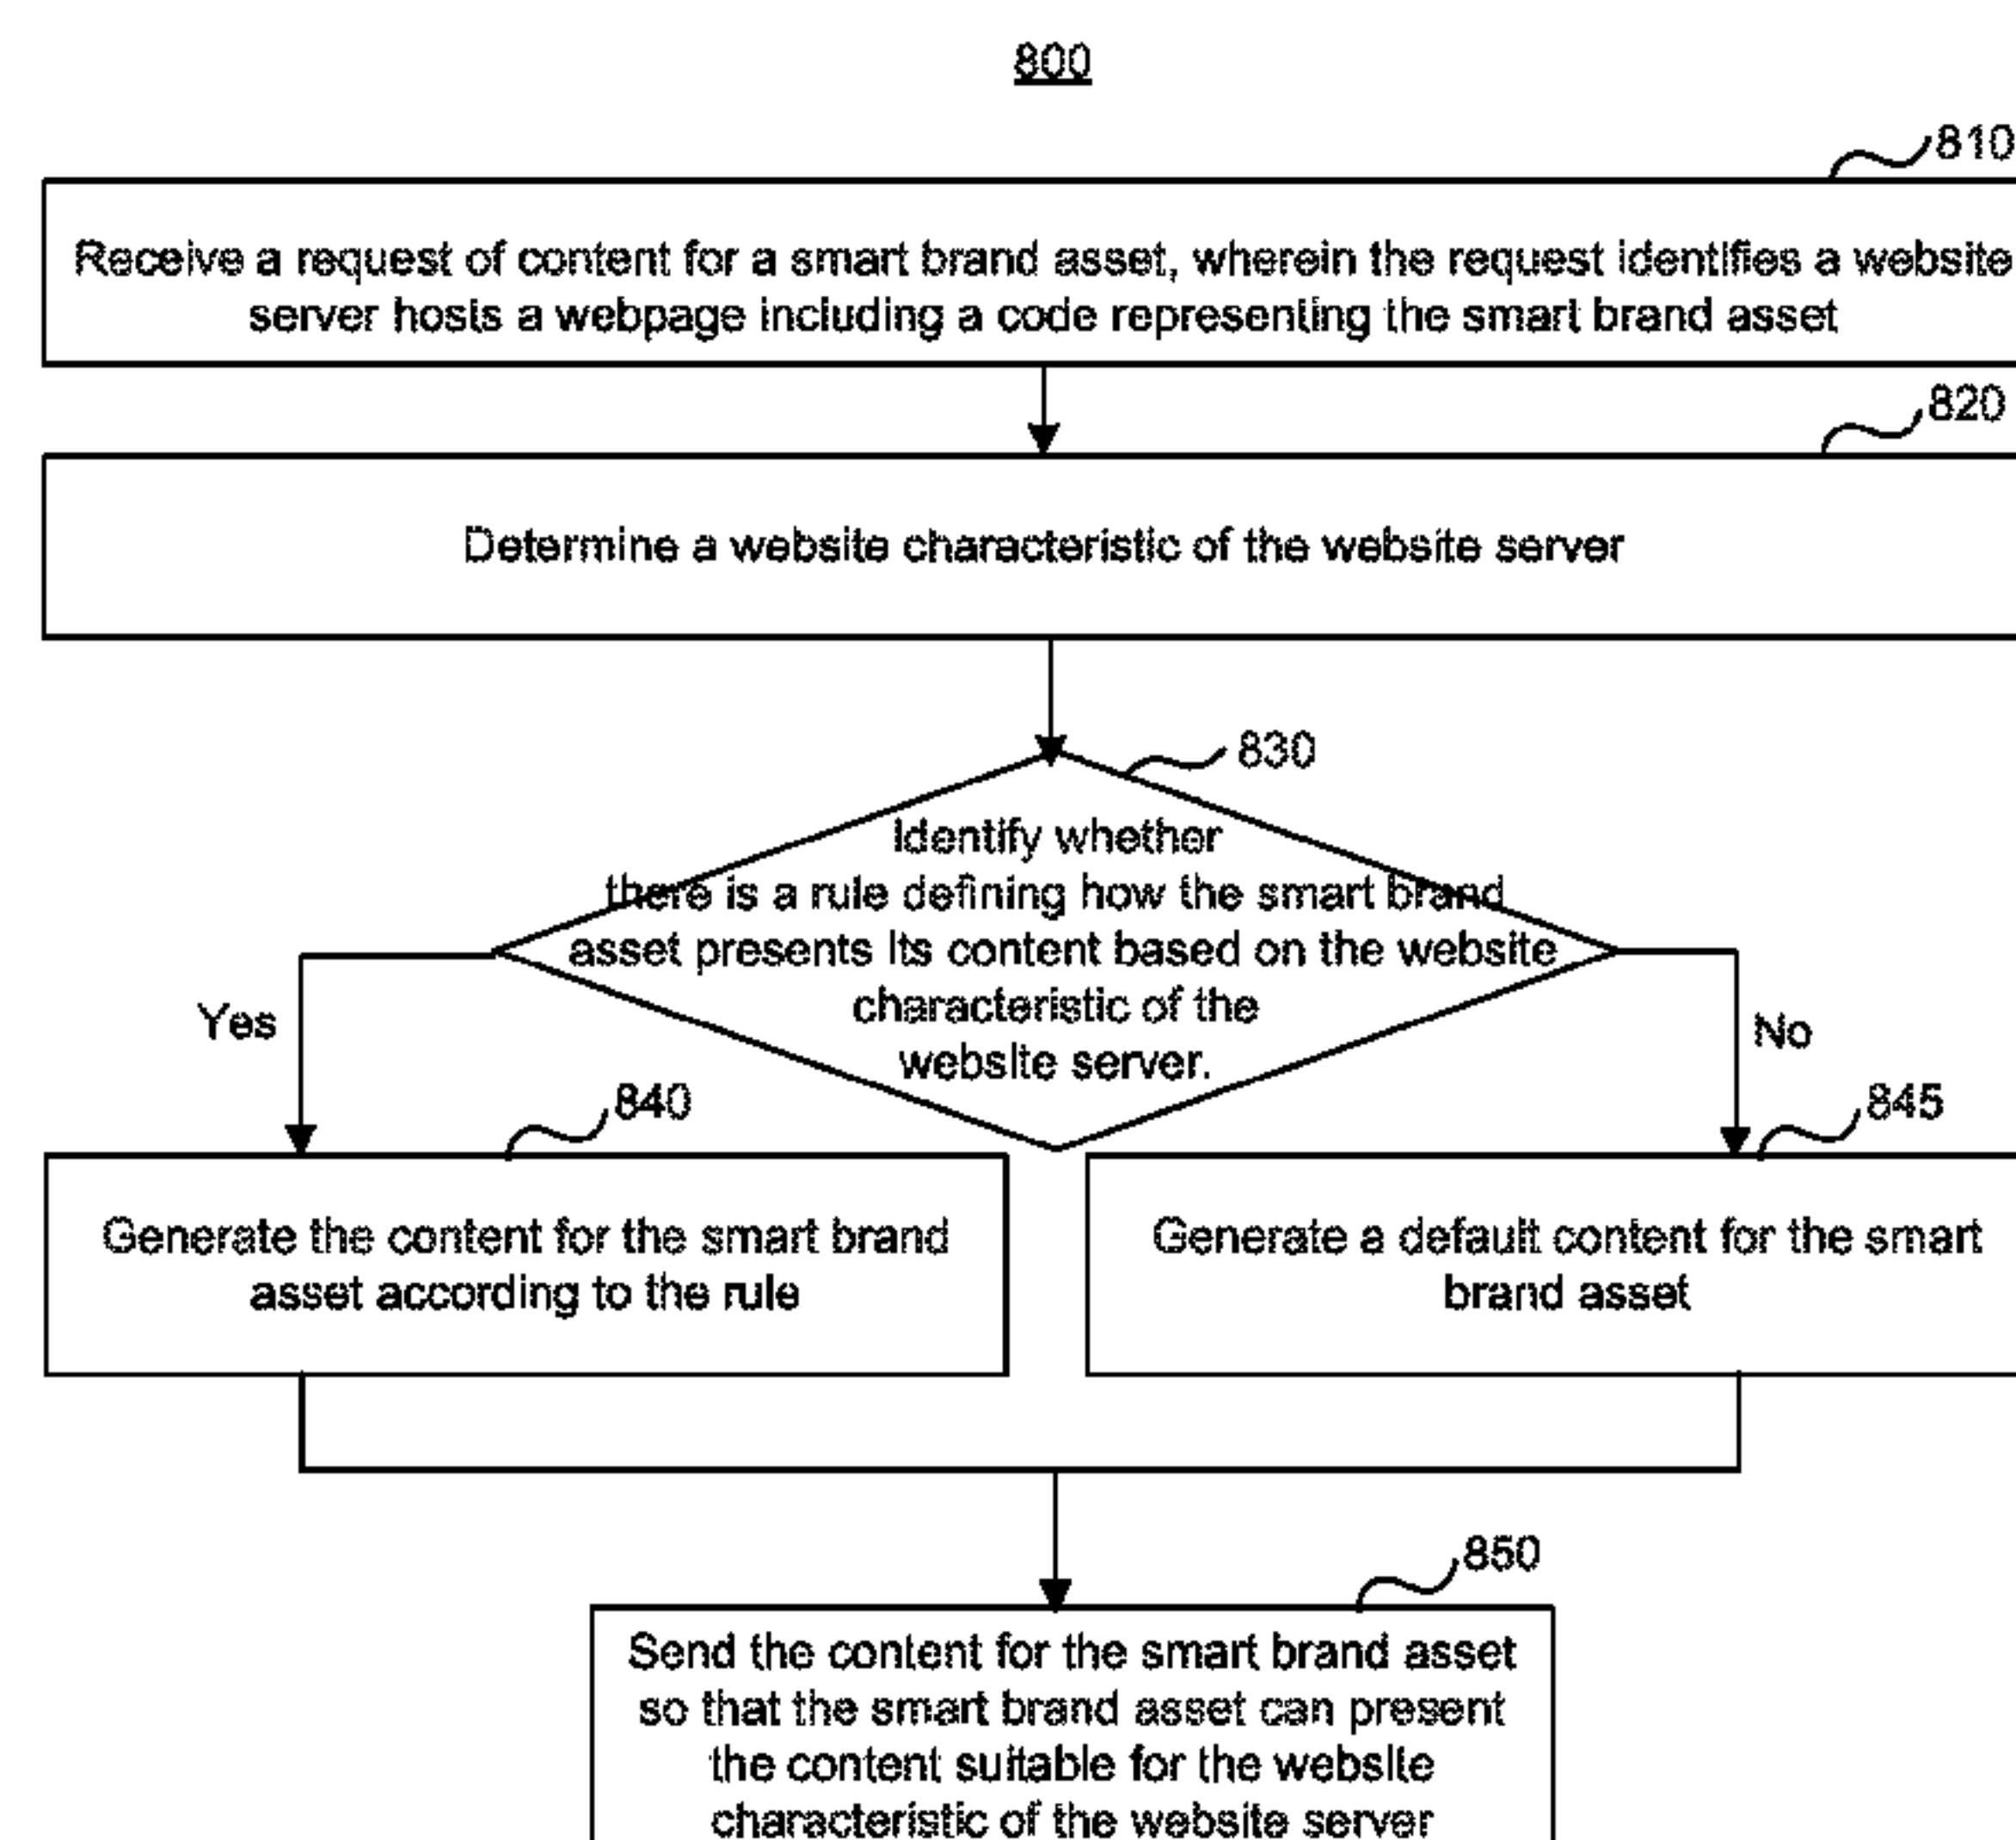 800
810
Receive a request of content for a smart brand asset, wherein the request identifies a website
server hosts a webpage including a code representing the smart brand asset
820
Determine a website characteristic of the website server
830
Identify whether
there is a rule defining how the smart brand
asset presents its content based on the website
characteristic of the
website server.
Yes
No
840
845
Generate the content for the smart brand
asset according to the rule
Generate a default content for the smart
brand asset
850
Send the content for the smart brand asset
so that the smart brand asset can present
the content suitable for the website
characteristic of the website server